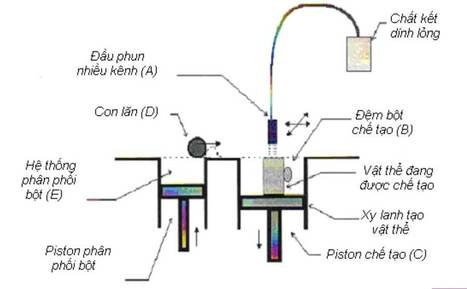 Chất kết
dính lỏng
Đầu phun
nhiều kênh (A)
Con lăn (D)
Đệm bột
chế tạo (B)
Hệ thống
phân phối
bột (E)
Vật thể đang
được chế tạo
Xy lanh tạo
vật thể
Piston phân
phối bột
Piston chế tạo (C)